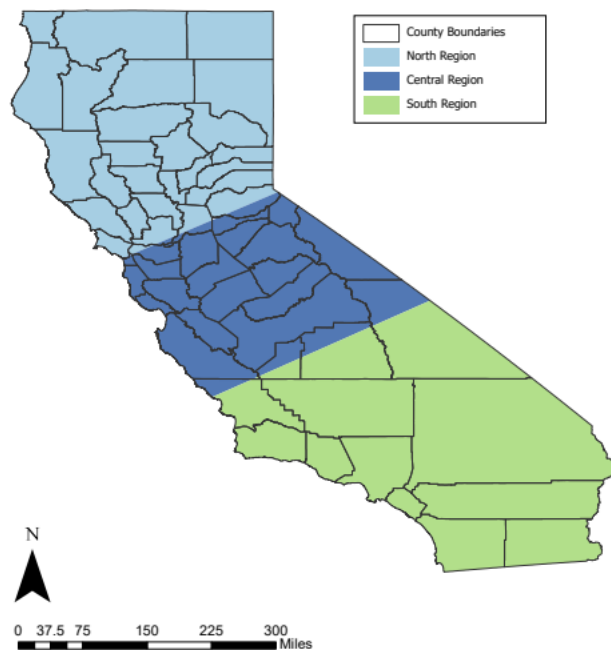 County Boundaries
North Region
Central Region
South Region
N
0 37.5 75 150 225 300
Miles